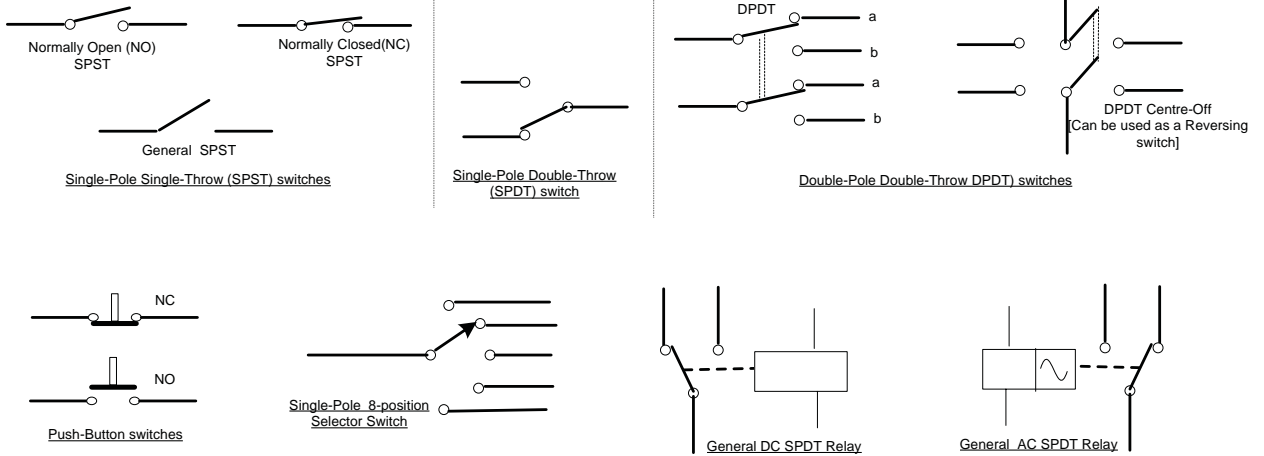 Normally Open (NO)
SPST
Normally Closed(NC)
SPST
General SPST
Single-Pole Single-Throw (SPST) switches
Single-Pole Double-Throw
(SPDT) switch
DPDT
a
b
a
b
DPDT Centre-Off
[Can be used as a Reversing
switch]
Double-Pole Double-Throw DPDT) switches
NC
NO
Push-Button switches
Single-Pole 8-position
Selector Switch
General DC SPDT Relay
General AC SPDT Relay